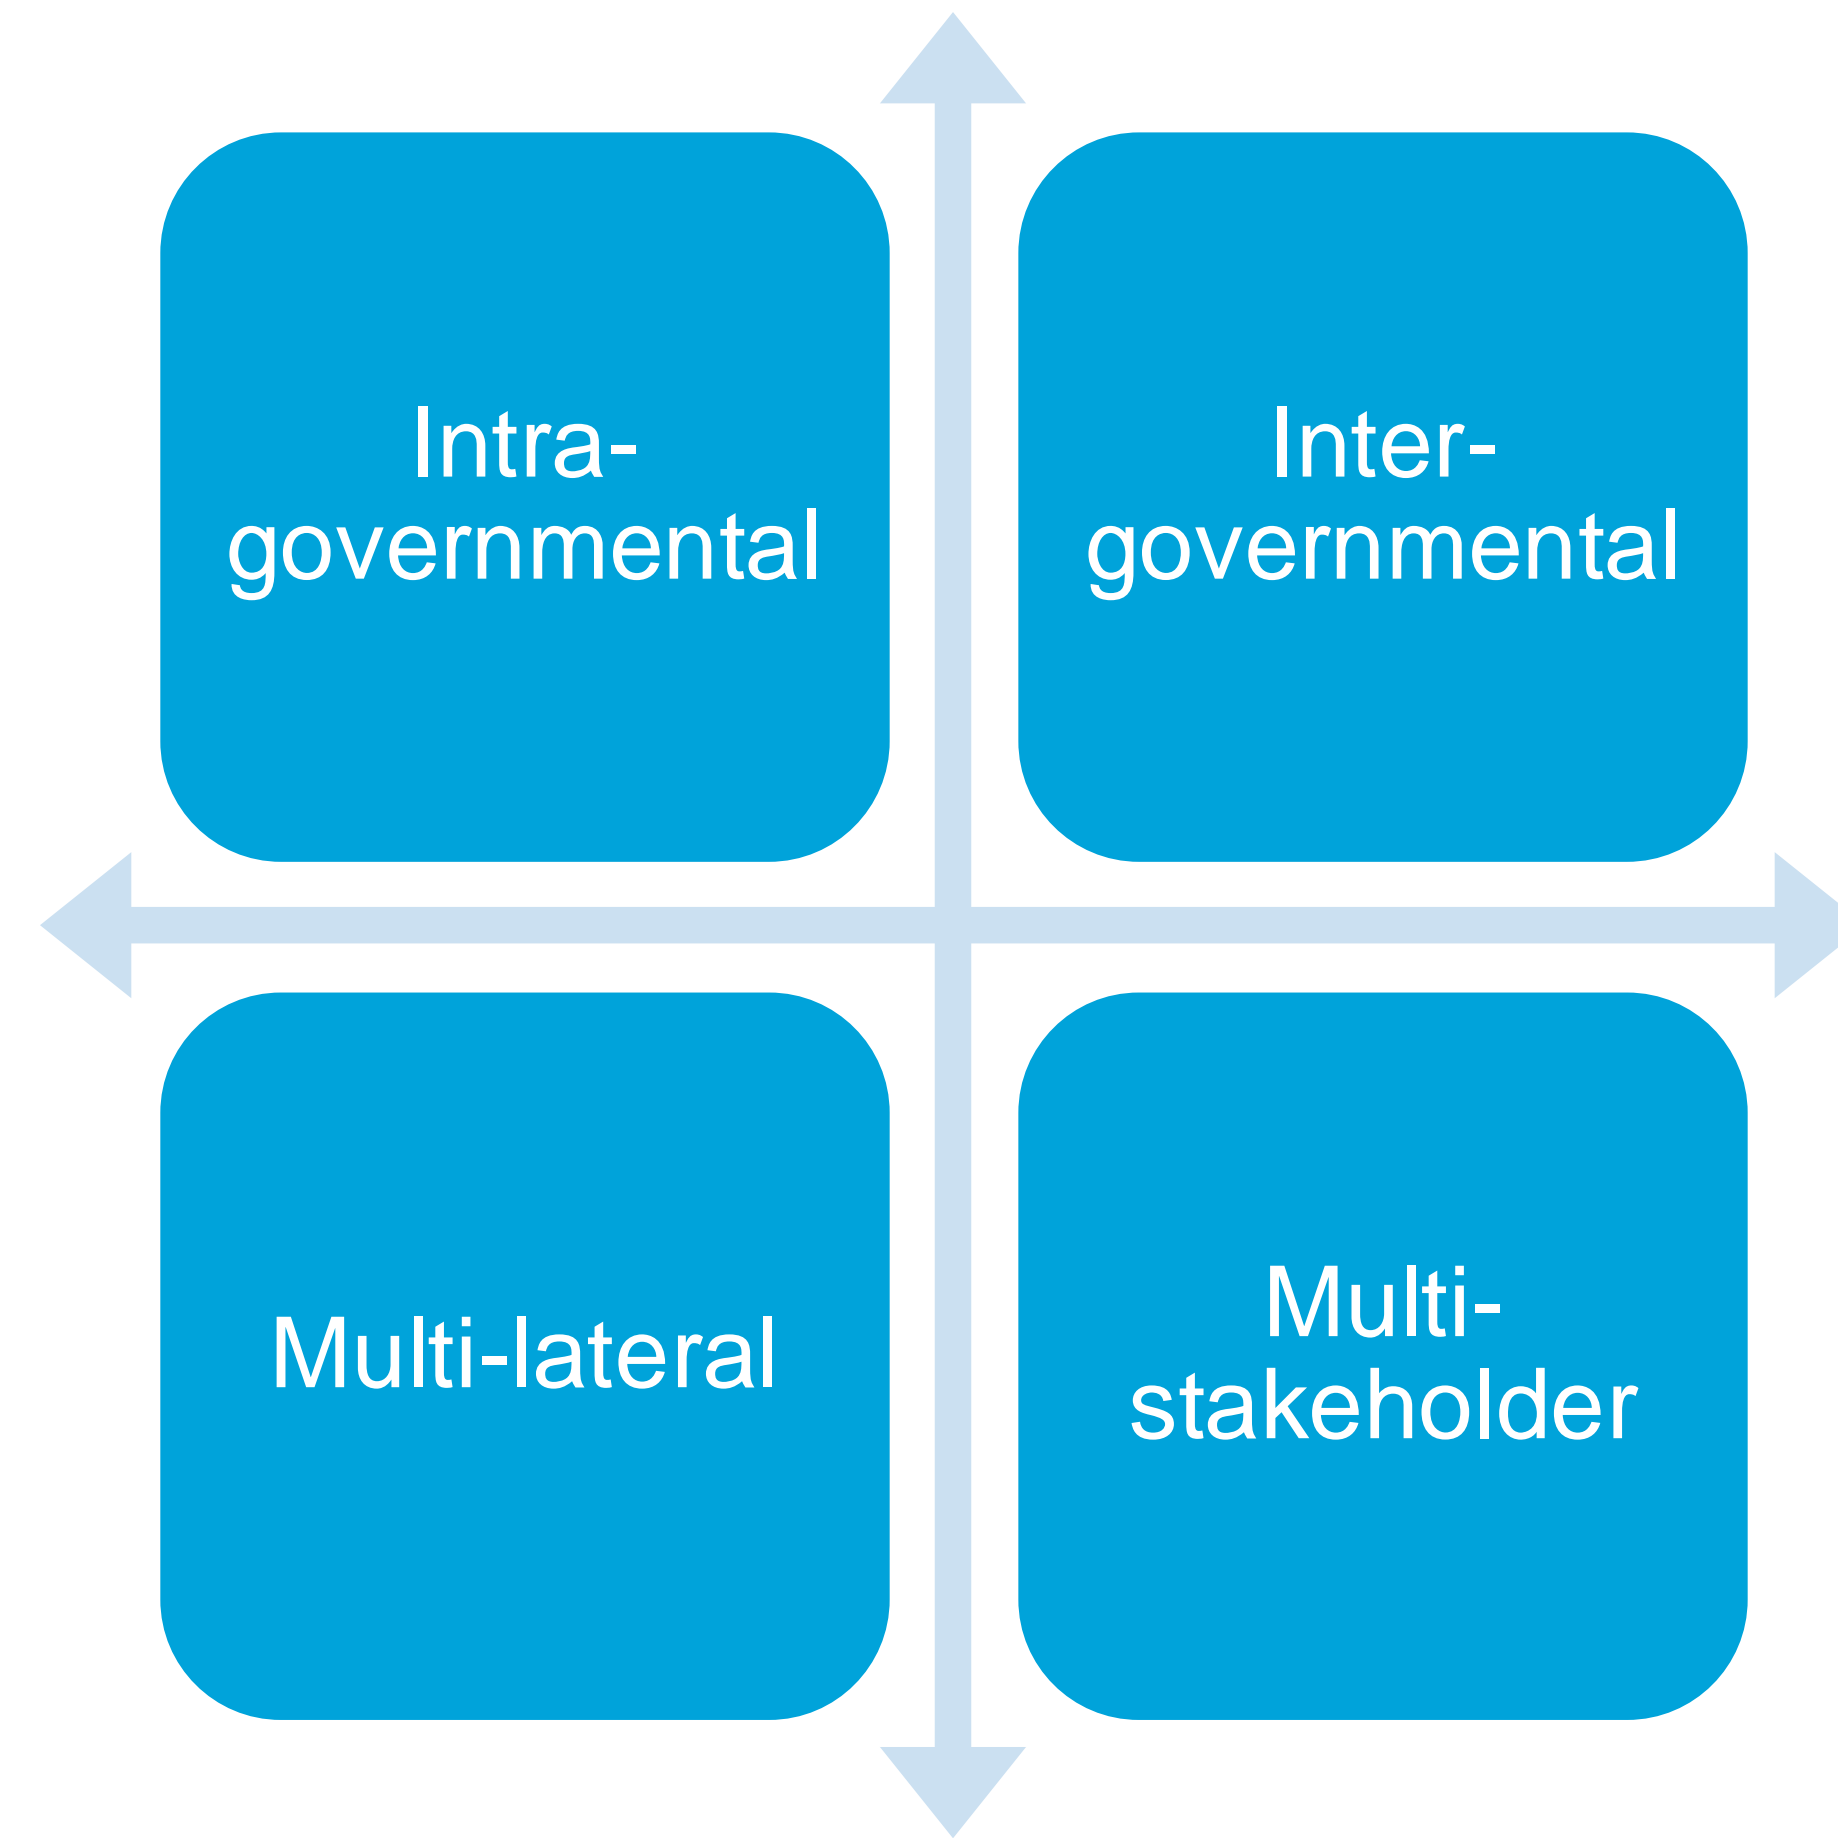 Intra-
governmental
Inter-
governmental
Multi-lateral
Multi-
stakeholder